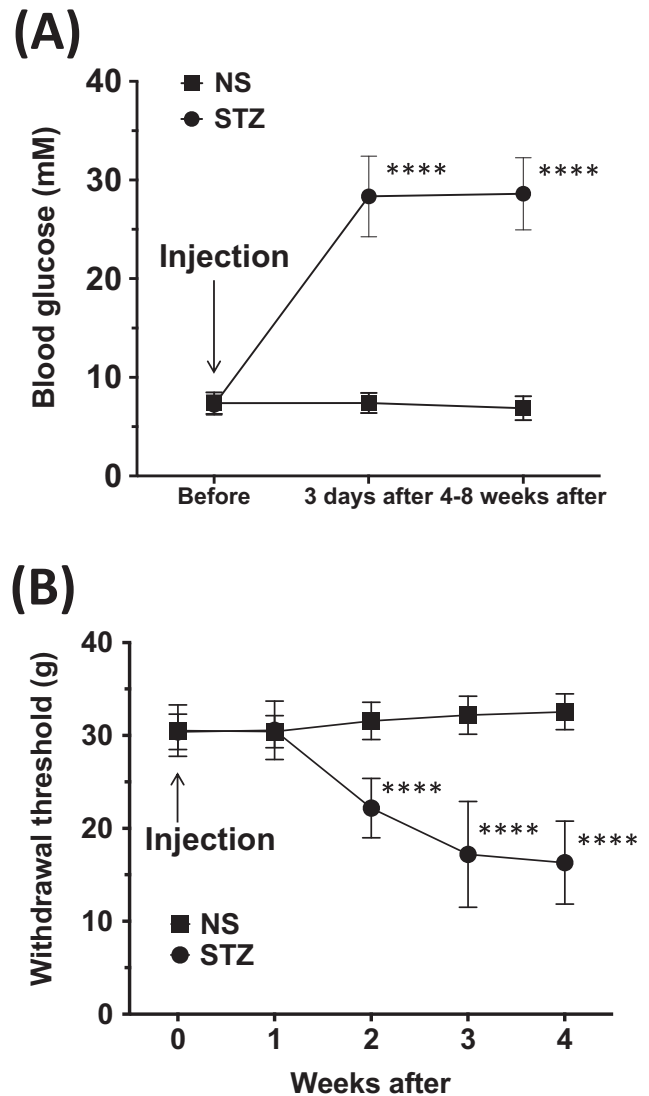 (A)
Blood glucose (mM)
40
30
20
10
0
NS
STZ
****
****
Injection
Before
3 days after
4-8 weeks after
(B)
Withdrawal threshold (g)
40
30
20
10
0
****
****
****
Injection
NS
STZ
0
1
2
3
4
Weeks after